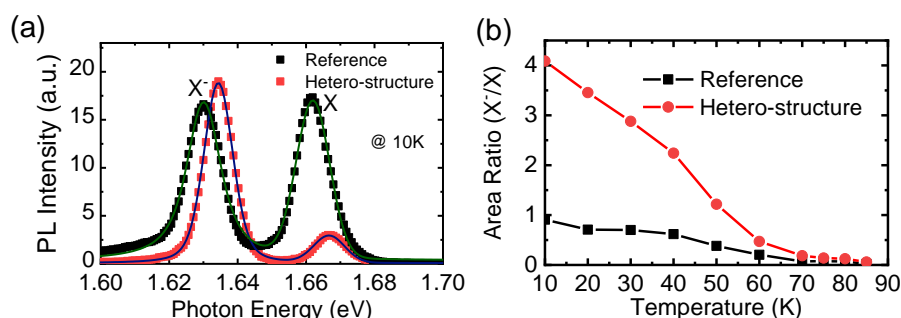 (a)
PL Intensity (a.u.)
20
15
10
5
0
X⁻
Reference
Hetero-structure
X
@ 10K
1.60 1.62 1.64 1.66 1.68 1.70
Photon Energy (eV)
(b)
Area Ratio (X⁻/X)
4
3
2
1
0
Reference
Hetero-structure
10 20 30 40 50 60 70 80 90
Temperature (K)